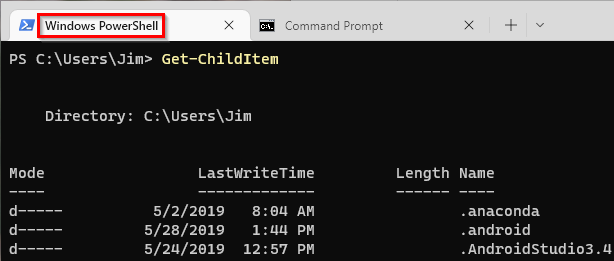 Windows PowerShell Command Prompt
PS C:\Users\Jim> Get-ChildItem
Directory: C:\Users\Jim
Mode LastWriteTime Length Name
---- ------------- ------ ----
d----- 5/2/2019 8:04 AM .anaconda
d----- 5/28/2019 1:44 PM .android
d----- 5/24/2019 12:57 PM .AndroidStudio3.4